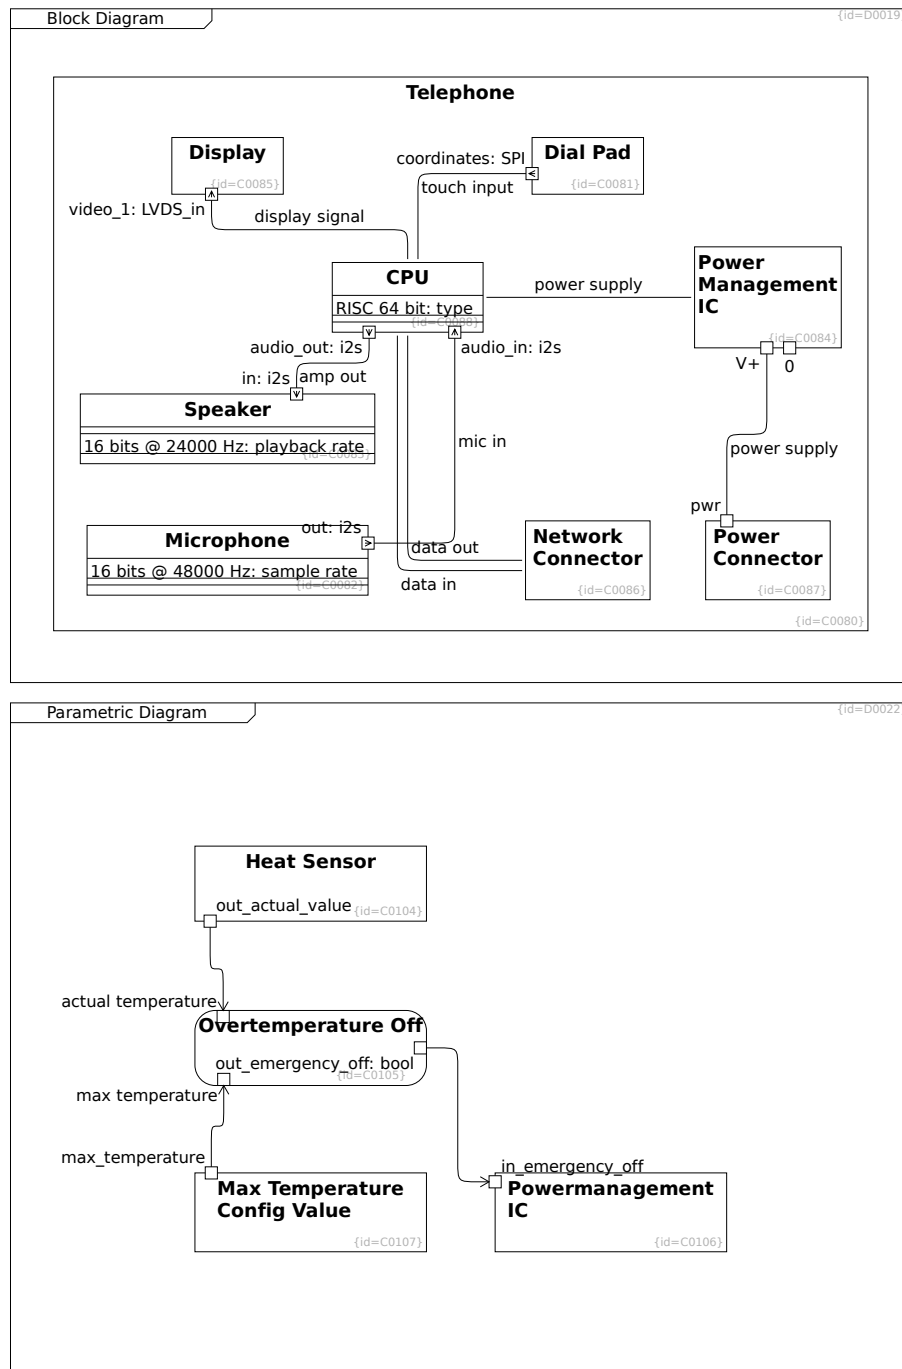 Block Diagram
{id=D0019
Telephone
Display
{id=C0085}
video_1: LVDS_in
display signal
coordinates: SPI
Dial Pad
{id=C0081}
touch input
CPU
RISC 64 bit: type
{id=C0088}
power supply
Power
Management
IC
{id=C0084}
V+
0
audio_out: i2s
audio_in: i2s
in: i2s
amp out
Speaker
16 bits @ 24000 Hz: playback rate
{id=C0083}
mic in
power supply
pwr
out: i2s
Microphone
16 bits @ 48000 Hz: sample rate
{id=C0082}
data out
data in
Network
Connector
{id=C0086}
Power
Connector
{id=C0087}
{id=C0080}
Parametric Diagram
{id=D0022
Heat Sensor
out_actual_value
{id=C0104}
actual temperature
Overtemperature Off
out_emergency_off: bool
{id=C0105}
max temperature
max_temperature
Max Temperature
Config Value
{id=C0107}
in_emergency_off
Powermanagement
IC
{id=C0106}